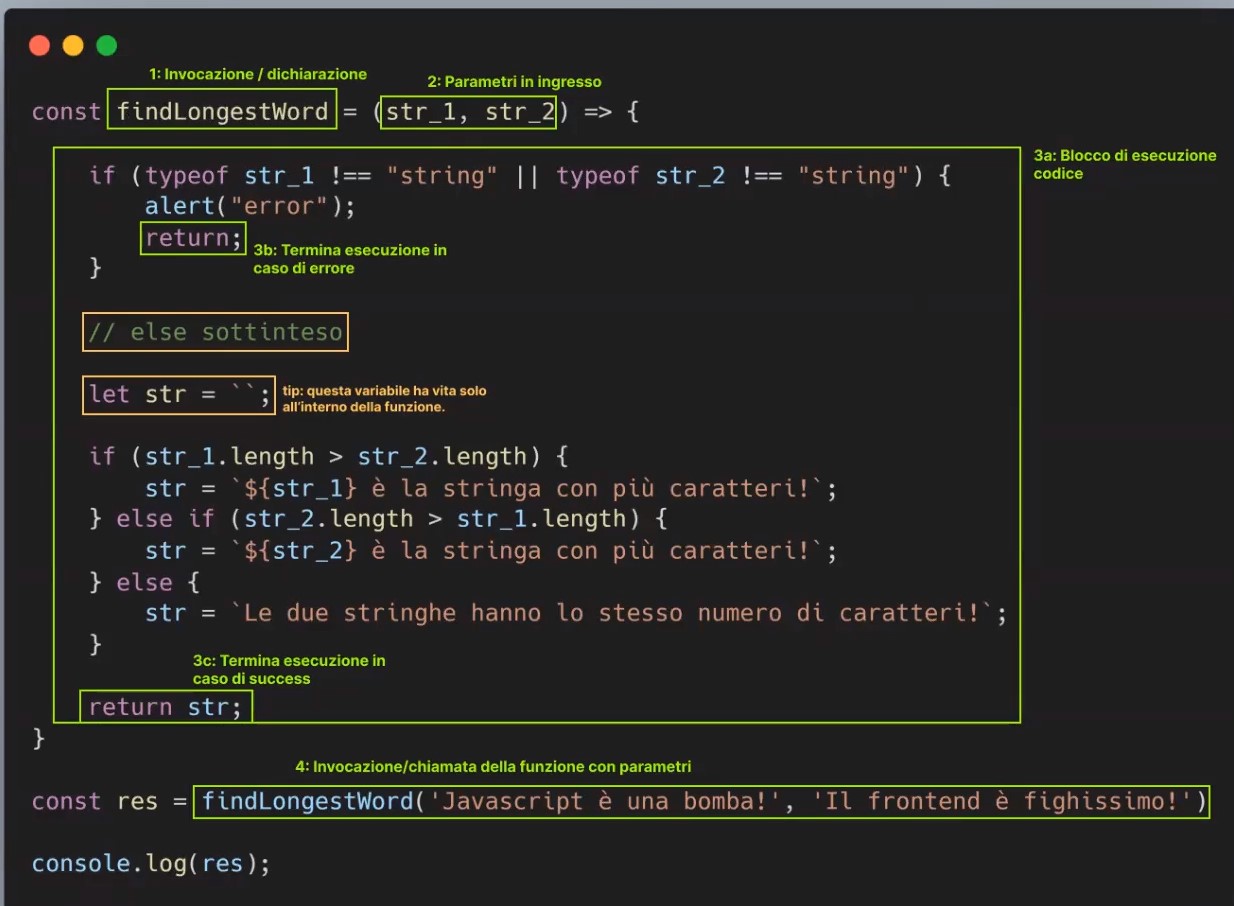 1: Invocazione / dichiarazione
2: Parametri in ingresso
const findLongestWord = (str_1, str_2) => {
3a: Blocco di esecuzione
codice
if (typeof str_1 !== "string" || typeof str_2 !== "string") {
alert("error");
return;
3b: Termina esecuzione in
caso di errore
}
// else sottinteso
let str = ``;
tip: questa variabile ha vita solo
all'interno della funzione.
if (str_1.length > str_2.length) {
str = `${str_1} è la stringa con più caratteri!`;
} else if (str_2.length > str_1.length) {
str = `${str_2} è la stringa con più caratteri!`;
} else {
str = `Le due stringhe hanno lo stesso numero di caratteri!`;
}
3c: Termina esecuzione in
caso di success
return str;
}
4: Invocazione/chiamata della funzione con parametri
const res = findLongestWord('Javascript è una bomba!', 'Il frontend è fighissimo!')
console.log(res);